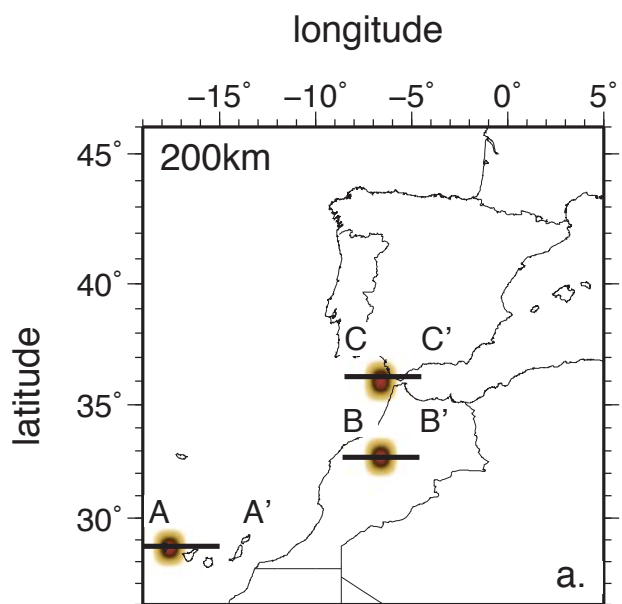 longitude
−15˚ −10˚ −5˚ 0˚ 5˚
200km
45˚
40˚
latitude
C C'
35˚
B B'
A A'
30˚
a.